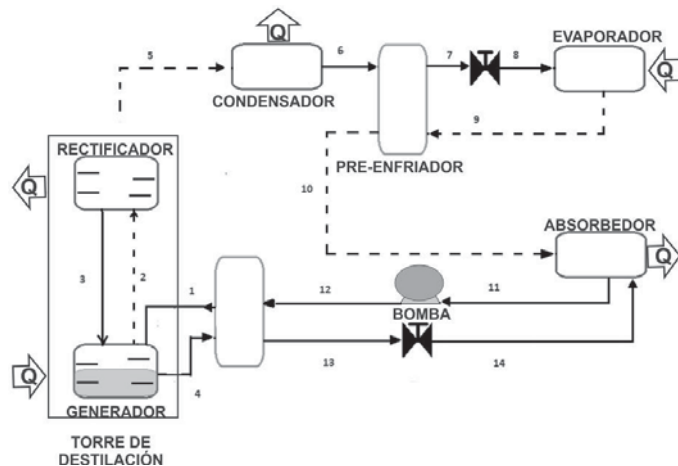 Q
5
6
7
8
EVAPORADOR
Q
CONDENSADOR
9
RECTIFICADOR
PRE-ENFRIADOR
Q
10
ABSORBEDOR
Q
3
2
1
12
11
BOMBA
Q
13
14
4
GENERADOR
TORRE DE
DESTILACIÓN